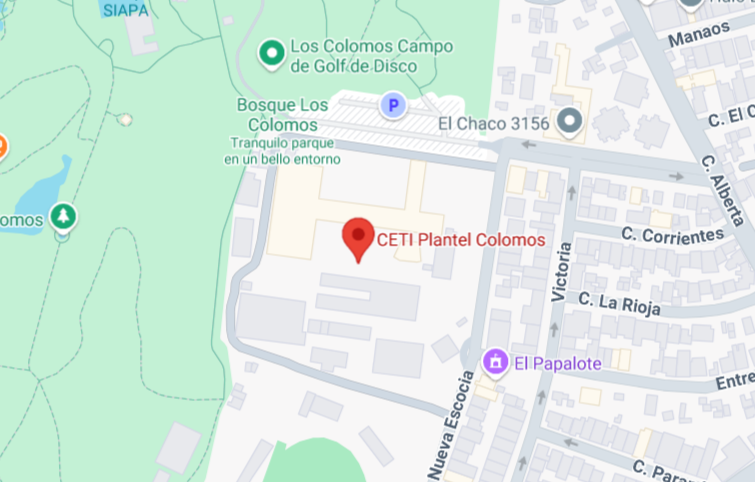 SIAPA
Manaos
Los Colomos Campo
de Golf de Disco
P
Bosque Los
Colomos
Tranquilo parque
en un bello entorno
El Chaco 3156
C. El C
C. Alberta
omos
CETI Plantel Colomos
C. Corrientes
Victoria
C. La Rioja
El Papalote
Entre
Nueva Escocia
C. Paran